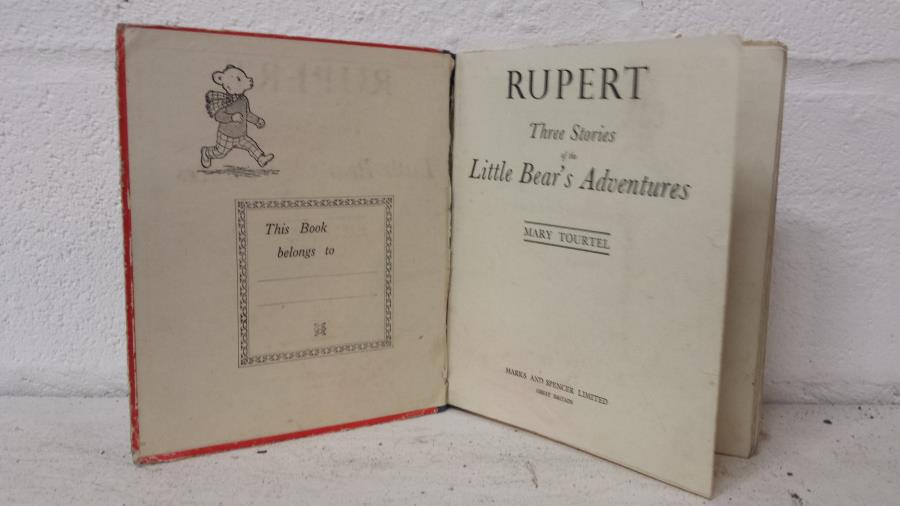 This Book
belongs to
RUPERT
Three Stories
of the
Little Bear's Adventures
MARY TOURTEL
MARKS AND SPENCER LIMITED
GREAT BRITAIN